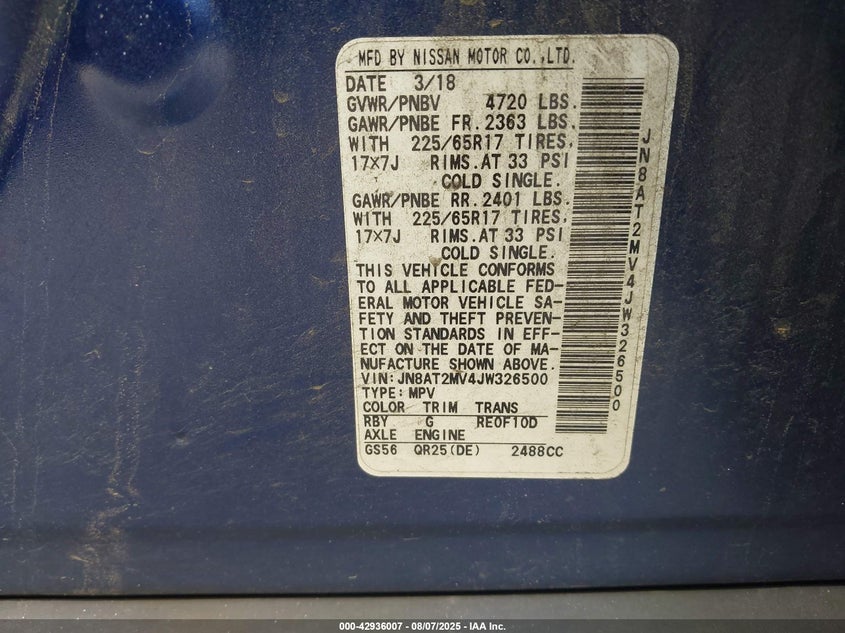 MFD BY NISSAN MOTOR CO.,LTD.
DATE 3/18
GVWR/PNBV 4720 LBS.
GAWR/PNBE FR. 2363 LBS.
WITH 225/65R17 TIRES,
17×7J RIMS.AT 33 PSI
COLD SINGLE.
GAWR/PNBE RR. 2401 LBS.
WITH 225/65R17 TIRES,
17×7J RIMS.AT 33 PSI
COLD SINGLE.
THIS VEHICLE CONFORMS
TO ALL APPLICABLE FED-
ERAL MOTOR VEHICLE SA-
FETY AND THEFT PREVEN-
TION STANDARDS IN EFF-
ECT ON THE DATE OF MA-
NUFACTURE SHOWN ABOVE.
VIN:JN8AT2MV4JW326500
TYPE:MPV
COLOR TRIM TRANS
RBY G RE0F10D
AXLE ENGINE
GS56 QR25(DE) 2488CC
JN8AT2MV4JW326500
000-42936007 - 08/07/2025 - IAA Inc.